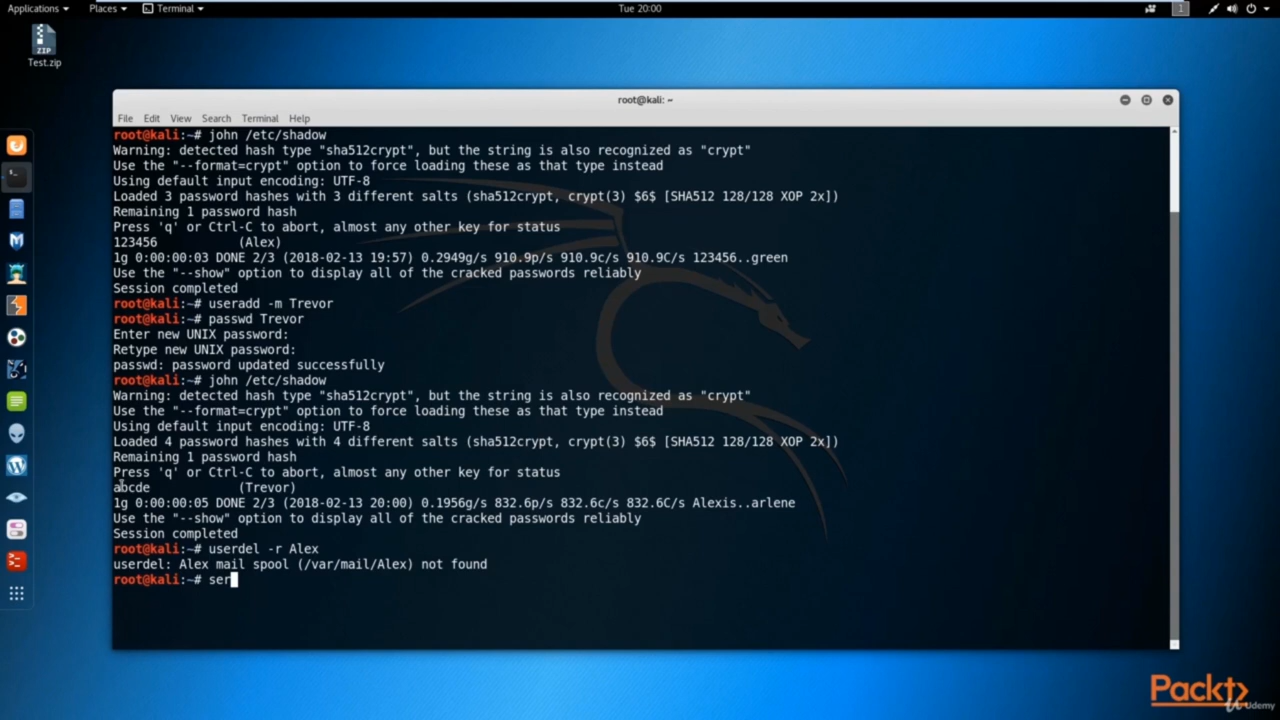 Applications Places Terminal Tue 20:00 1
ZIP
Test.zip
root@kali: ~
File Edit View Search Terminal Help
root@kali:~# john /etc/shadow
Warning: detected hash type "sha512crypt", but the string is also recognized as "crypt"
Use the "--format=crypt" option to force loading these as that type instead
Using default input encoding: UTF-8
Loaded 3 password hashes with 3 different salts (sha512crypt, crypt(3) $6$ [SHA512 128/128 XOP 2x])
Remaining 1 password hash
Press 'q' or Ctrl-C to abort, almost any other key for status
123456 (Alex)
1g 0:00:00:03 DONE 2/3 (2018-02-13 19:57) 0.2949g/s 910.9p/s 910.9c/s 910.9C/s 123456..green
Use the "--show" option to display all of the cracked passwords reliably
Session completed
root@kali:~# useradd -m Trevor
root@kali:~# passwd Trevor
Enter new UNIX password:
Retype new UNIX password:
passwd: password updated successfully
root@kali:~# john /etc/shadow
Warning: detected hash type "sha512crypt", but the string is also recognized as "crypt"
Use the "--format=crypt" option to force loading these as that type instead
Using default input encoding: UTF-8
Loaded 4 password hashes with 4 different salts (sha512crypt, crypt(3) $6$ [SHA512 128/128 XOP 2x])
Remaining 1 password hash
Press 'q' or Ctrl-C to abort, almost any other key for status
abcde (Trevor)
1g 0:00:00:05 DONE 2/3 (2018-02-13 20:00) 0.1956g/s 832.6p/s 832.6c/s 832.6C/s Alexis..arlene
Use the "--show" option to display all of the cracked passwords reliably
Session completed
root@kali:~# userdel -r Alex
userdel: Alex mail spool (/var/mail/Alex) not found
root@kali:~# ser
Packt
Udemy